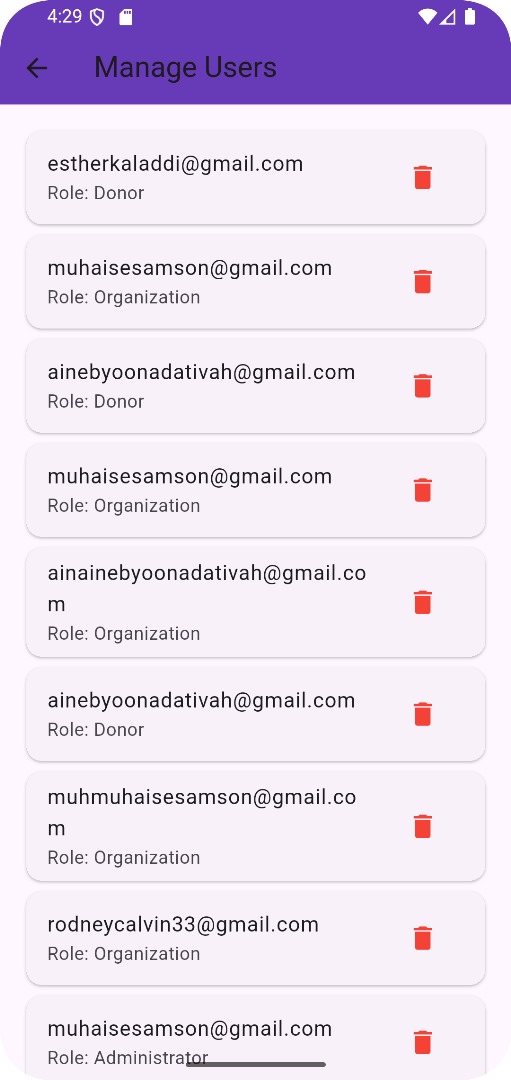 4:29
Manage Users
estherkaladdi@gmail.com
Role: Donor
muhaisesamson@gmail.com
Role: Organization
ainebyoonadativah@gmail.com
Role: Donor
muhaisesamson@gmail.com
Role: Organization
ainainebyoonadativah@gmail.co
m
Role: Organization
ainebyoonadativah@gmail.com
Role: Donor
muhmuhaisesamson@gmail.co
m
Role: Organization
rodneycalvin33@gmail.com
Role: Organization
muhaisesamson@gmail.com
Role: Administrator